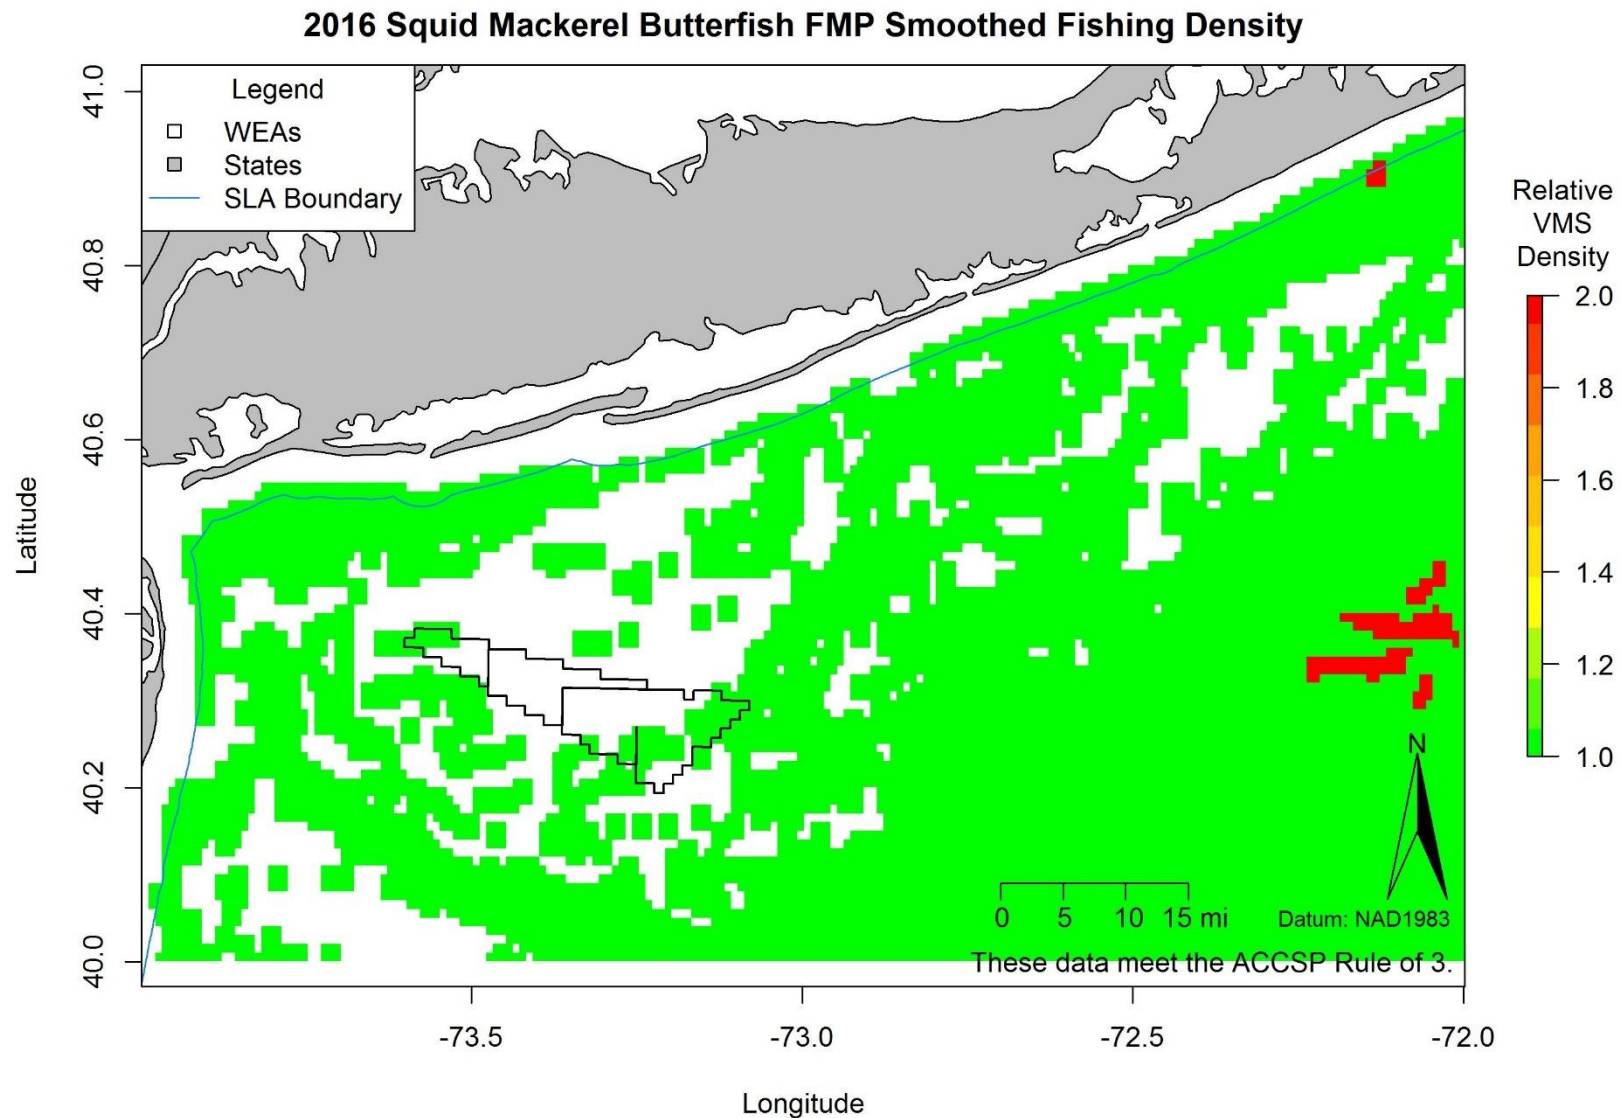 2016 Squid Mackerel Butterfish FMP Smoothed Fishing Density
Legend
WEAs
States
SLA Boundary
Latitude
41.0
40.8
40.6
40.4
40.2
40.0
Relative
VMS
Density
2.0
1.8
1.6
1.4
1.2
1.0
N
0 5 10 15 mi
Datum: NAD1983
These data meet the ACCSP Rule of 3.
-73.5 -73.0 -72.5 -72.0
Longitude